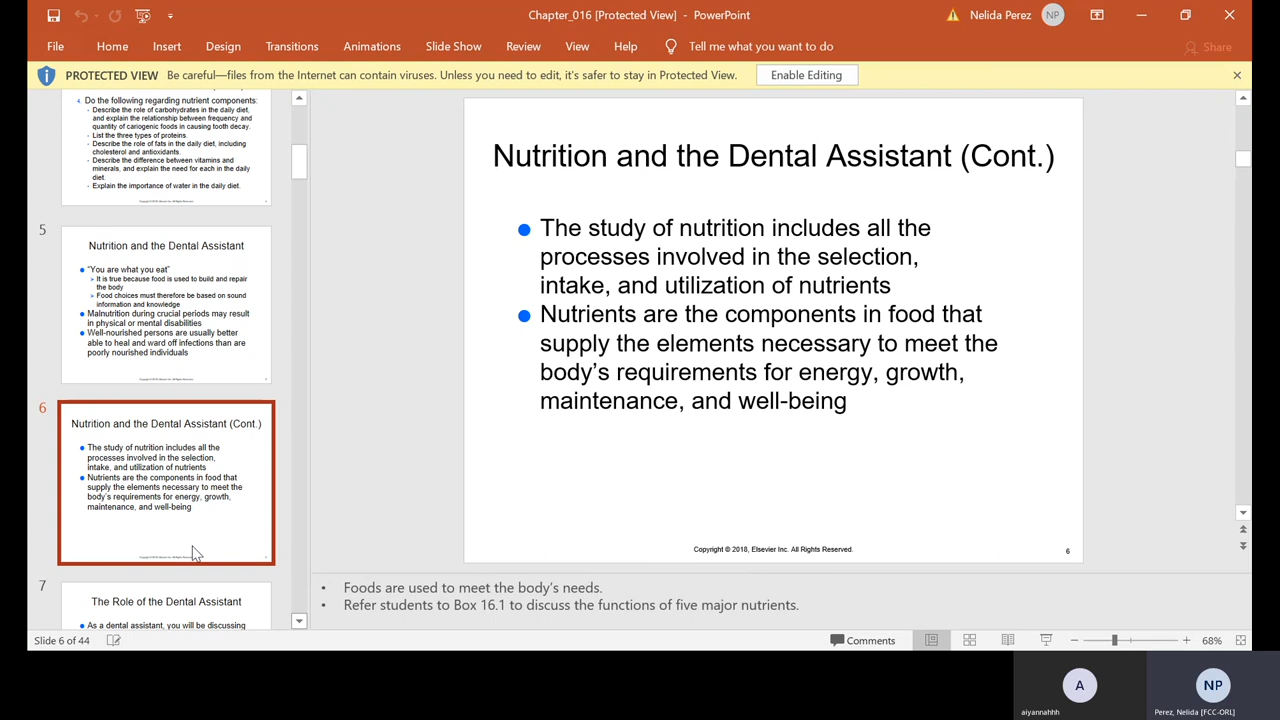 Chapter_016 [Protected View] - PowerPoint
Nelida Perez
NP
File Home Insert Design Transitions Animations Slide Show Review View Help Tell me what you want to do
Share
PROTECTED VIEW Be careful—files from the Internet can contain viruses. Unless you need to edit, it's safer to stay in Protected View.
Enable Editing
4. Do the following regarding nutrient components:
Describe the role of carbohydrates in the daily diet,
and explain the relationship between frequency and
quantity of cariogenic foods in causing tooth decay.
List the three types of proteins.
Describe the role of fats in the daily diet, including
cholesterol and antioxidants.
Describe the difference between vitamins and
minerals, and explain the need for each in the daily
diet.
Explain the importance of water in the daily diet.
5
Nutrition and the Dental Assistant
"You are what you eat"
It is true because food is used to build and repair
the body
Food choices must therefore be based on sound
information and knowledge
Malnutrition during crucial periods may result
in physical or mental disabilities
Well-nourished persons are usually better
able to heal and ward off infections than are
poorly nourished individuals
6
Nutrition and the Dental Assistant (Cont.)
The study of nutrition includes all the
processes involved in the selection,
intake, and utilization of nutrients
Nutrients are the components in food that
supply the elements necessary to meet the
body's requirements for energy, growth,
maintenance, and well-being
7
The Role of the Dental Assistant
As a dental assistant, you will be discussing
Nutrition and the Dental Assistant (Cont.)
The study of nutrition includes all the
processes involved in the selection,
intake, and utilization of nutrients
Nutrients are the components in food that
supply the elements necessary to meet the
body's requirements for energy, growth,
maintenance, and well-being
Copyright © 2018, Elsevier Inc. All Rights Reserved.
6
• Foods are used to meet the body's needs.
• Refer students to Box 16.1 to discuss the functions of five major nutrients.
Slide 6 of 44
Comments
68%
A
NP
aiyannahhh
Perez, Nelida [FCC-ORL]